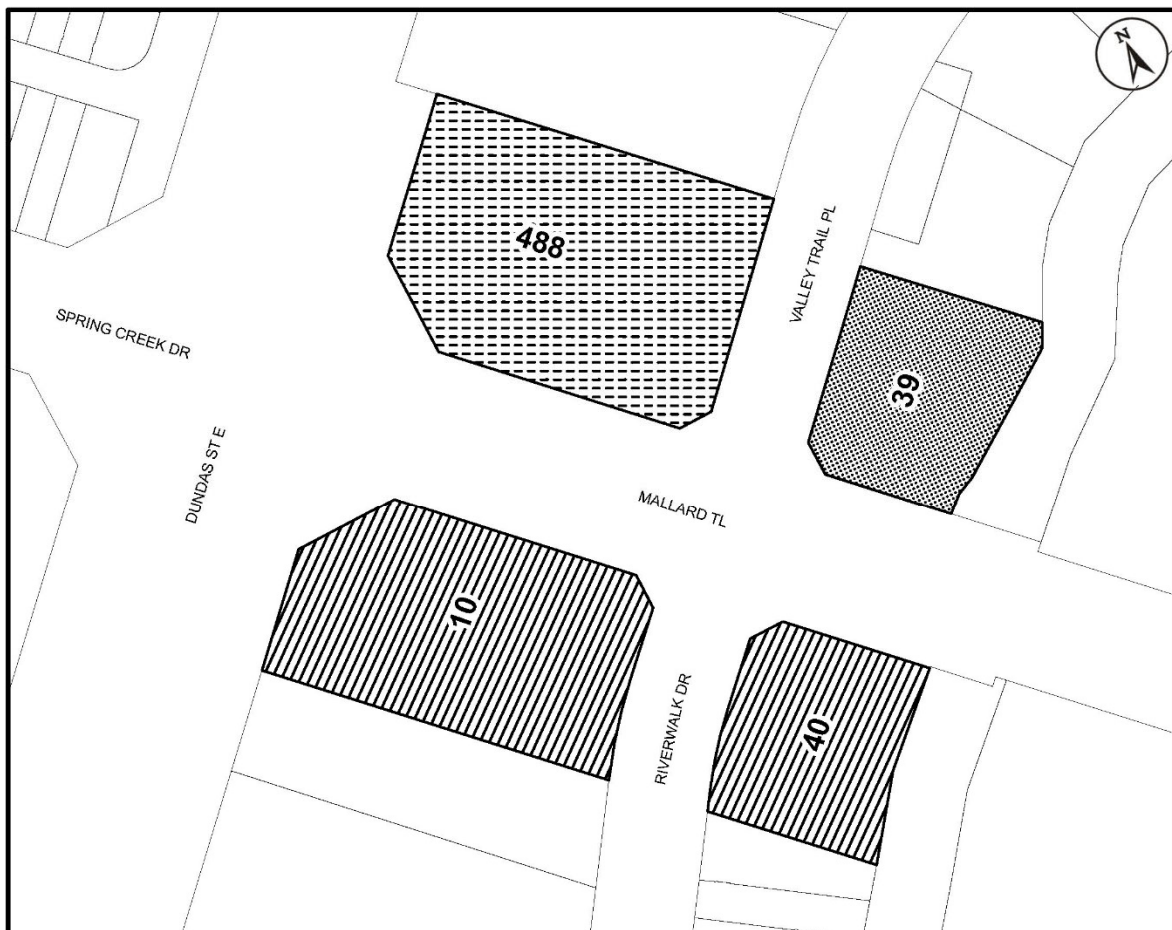 N
488
VALLEY TRAIL PL
SPRING CREEK DR
39
DUNDAS ST E
MALLARD TL
10
RIVERWALK DR
40